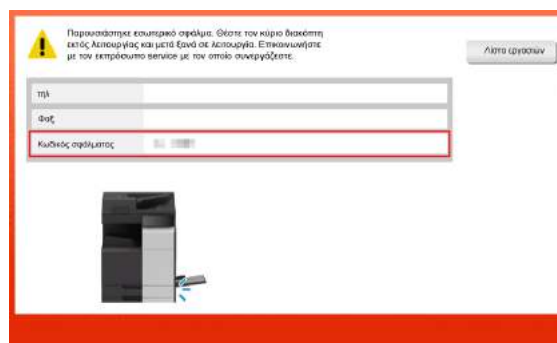 Παρουσιάστηκε εσωτερικό σφάλμα. Θέστε τον κύριο διακόπτη
εκτός λειτουργίας και μετά ξανά σε λειτουργία. Επικοινωνήστε
με τον εκπρόσωπο service με τον οποίο συνεργάζεστε.
Λίστα εργασιών
τηλ
Φαξ
Κωδικός σφάλματος